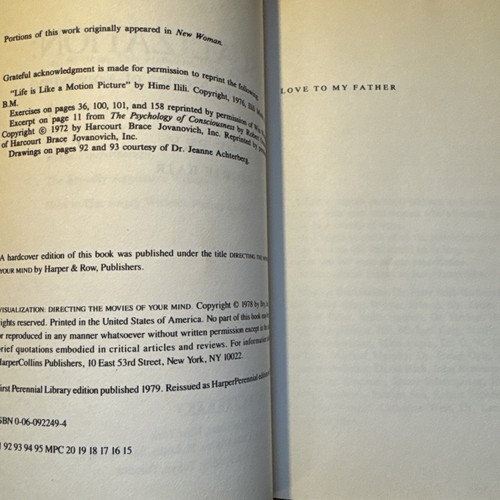 Portions of this work originally appeared in New Woman.
Grateful acknowledgment is made for permission to reprint the following
"Life is Like a Motion Picture" by Hime Ilili. Copyright, 1976,
B.M.
Exercises on pages 36, 100, 101, and 158 reprinted by permission of
Excerpt on page 11 from The Psychology of Consciousness by Robert
Copyright © 1972 by Harcourt Brace Jovanovich, Inc. Reprinted by
of Harcourt Brace Jovanovich, Inc.
Drawings on pages 92 and 93 courtesy of Dr. Jeanne Achterberg.
A hardcover edition of this book was published under the title DIRECTING THE
YOUR MIND by Harper & Row, Publishers.
VISUALIZATION: DIRECTING THE MOVIES OF YOUR MIND. Copyright © 1978 by
ights reserved. Printed in the United States of America. No part of this book
or reproduced in any manner whatsoever without written permission except in
rief quotations embodied in critical articles and reviews. For information
HarperCollins Publishers, 10 East 53rd Street, New York, NY 10022.
irst Perennial Library edition published 1979. Reissued as HarperPerennial
SBN 0-06-092249-4
92 93 94 95 MPC 20 19 18 17 16 15
LOVE TO MY FATHER